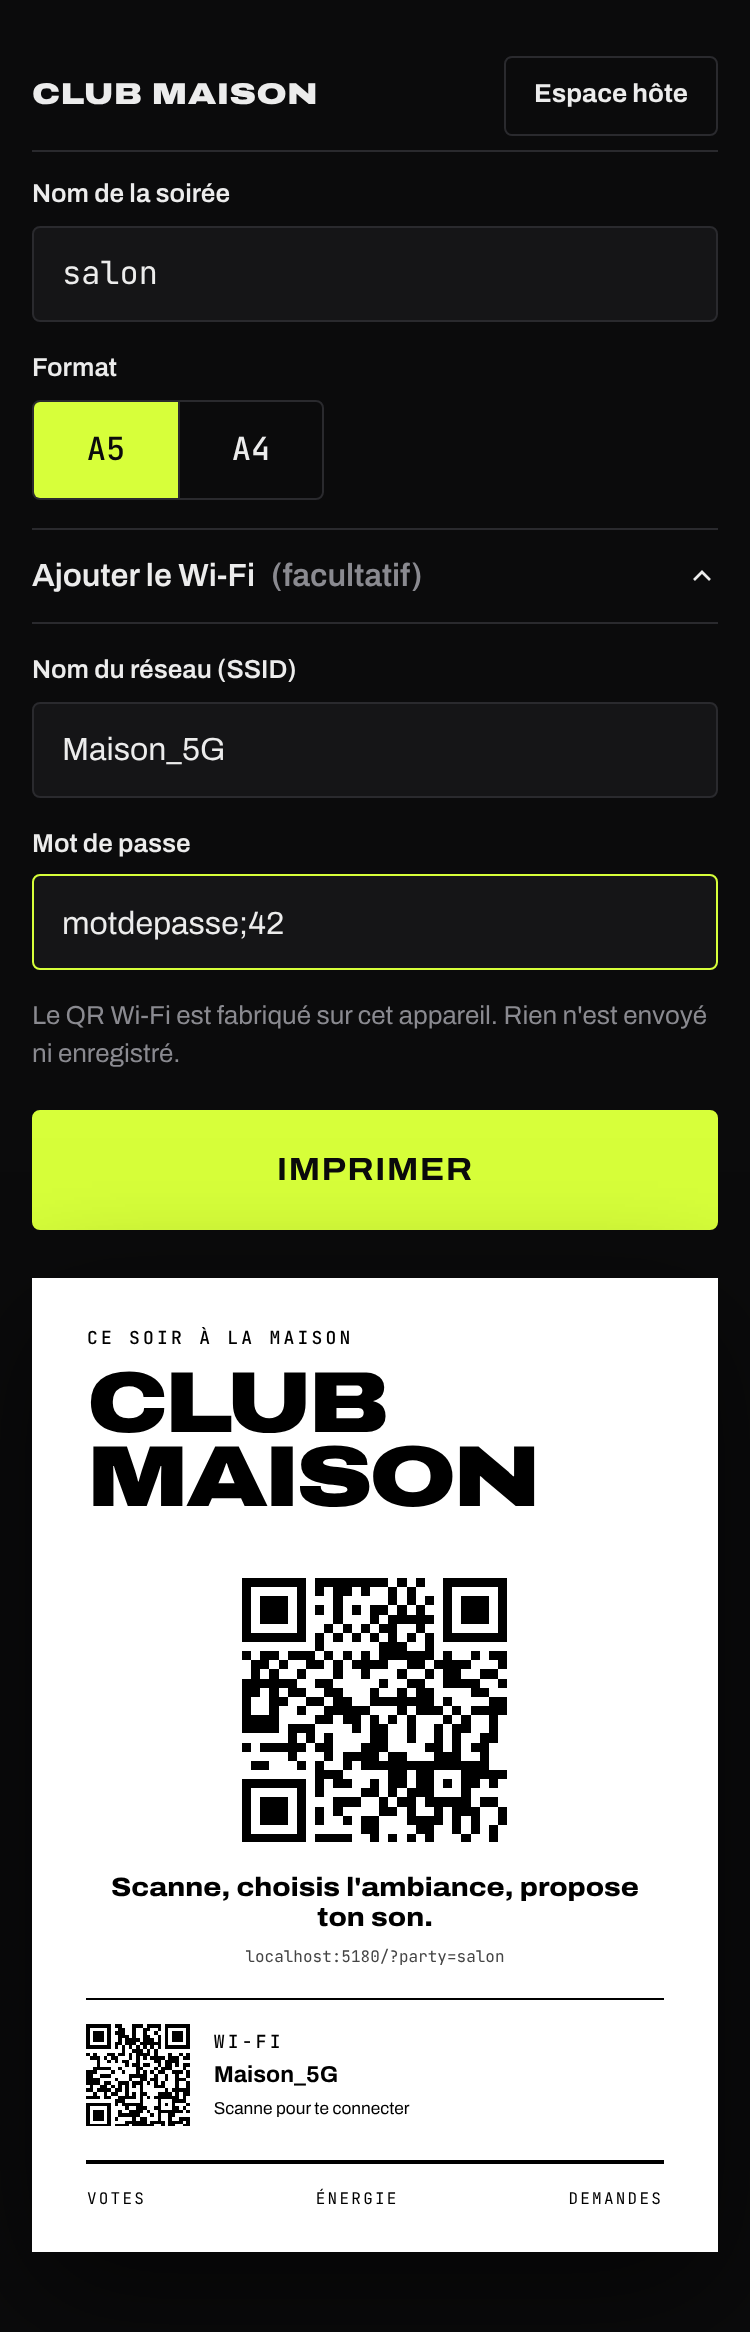 CLUB MAISON
Espace hôte
Nom de la soirée
salon
Format
A5
A4
Ajouter le Wi-Fi (facultatif)
Nom du réseau (SSID)
Maison_5G
Mot de passe
motdepasse;42
Le QR Wi-Fi est fabriqué sur cet appareil. Rien n'est envoyé
ni enregistré.
IMPRIMER
CE SOIR À LA MAISON
CLUB
MAISON
Scanne, choisis l'ambiance, propose
ton son.
localhost:5180/?party=salon
WI-FI
Maison_5G
Scanne pour te connecter
VOTES
ÉNERGIE
DEMANDES